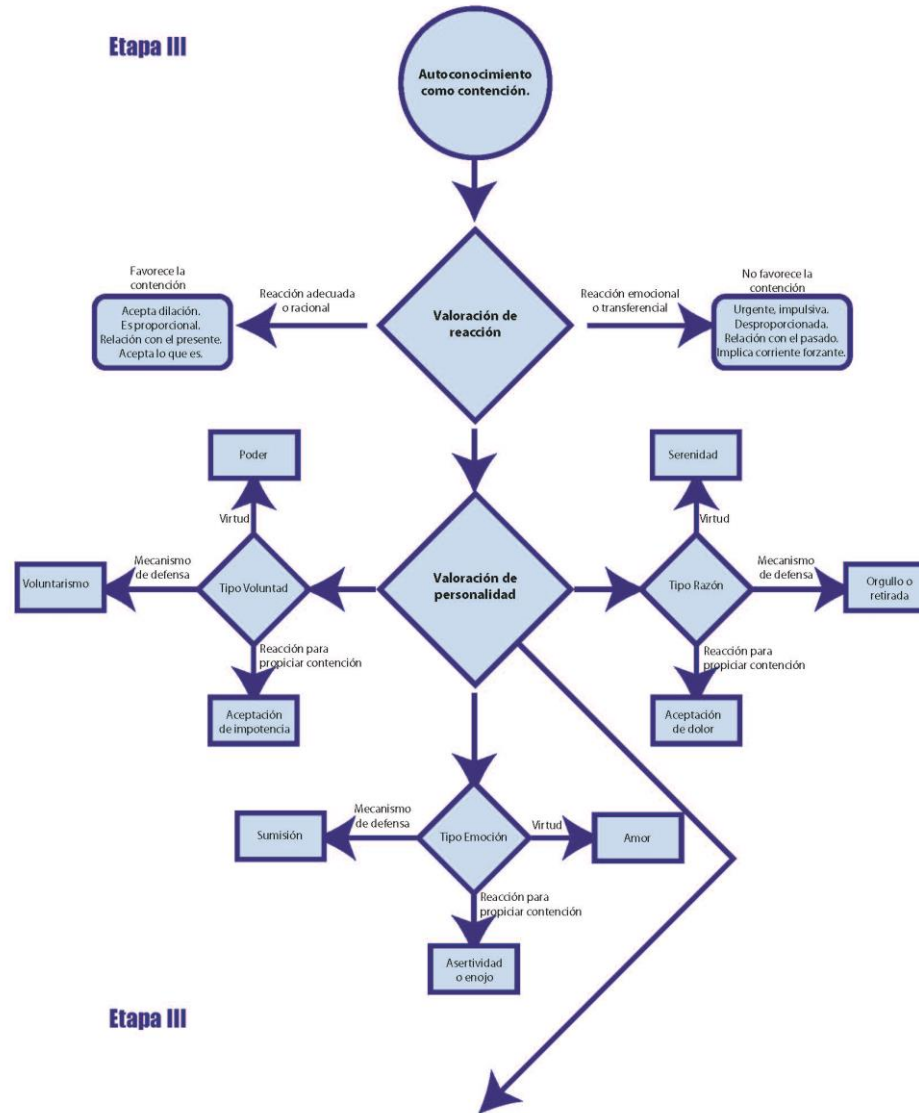 Etapa III
Autoconocimiento
como contención.
Favorece la
contención
Acepta dilación.
Es proporcional.
Relación con el presente.
Acepta lo que es.
Reacción adecuada
o racional
Valoración de
reacción
Reacción emocional
o transferencial
No favorece la
contención
Urgente, impulsiva.
Desproporcionada.
Relación con el pasado.
Implica corriente forzante.
Poder
Virtud
Voluntarismo
Mecanismo
de defensa
Tipo Voluntad
Reacción para
propiciar contención
Aceptación
de impotencia
Valoración de
personalidad
Serenidad
Virtud
Tipo Razón
Mecanismo
de defensa
Orgullo o
retirada
Reacción para
propiciar contención
Aceptación
de dolor
Sumisión
Mecanismo
de defensa
Tipo Emoción
Virtud
Amor
Reacción para
propiciar contención
Asertividad
o enojo
Etapa III